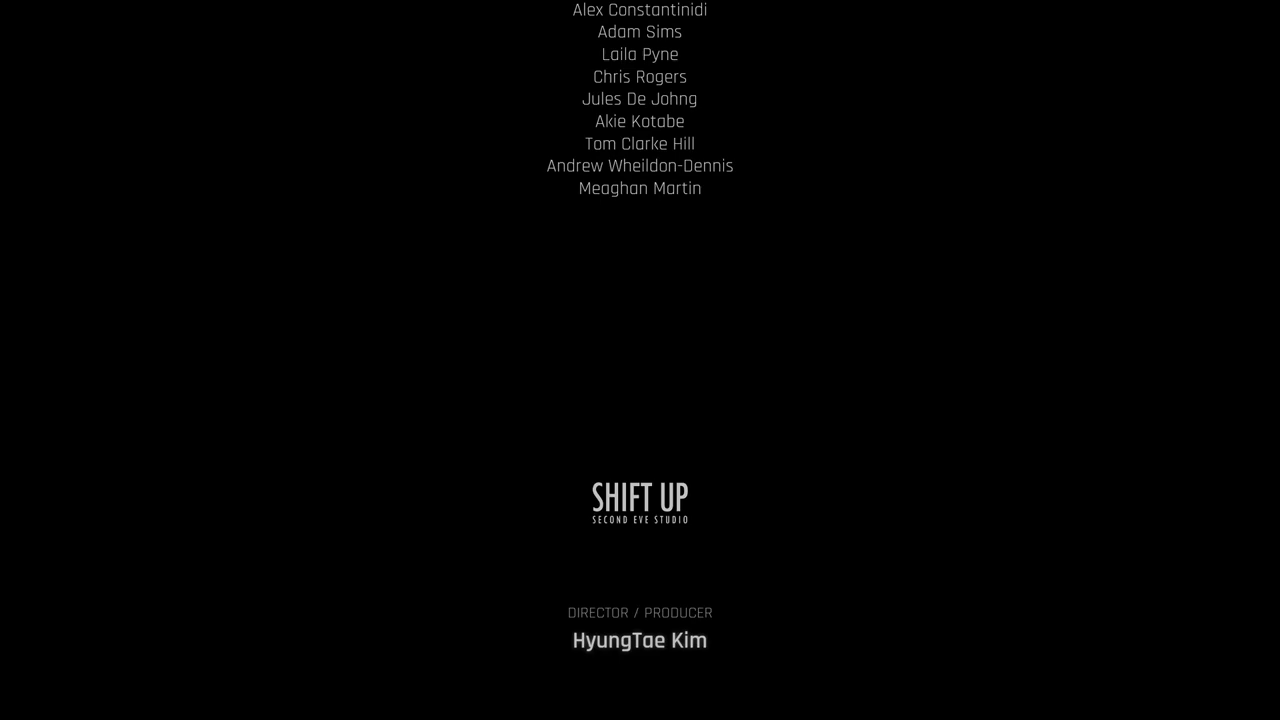 Alex Constantinidi
Adam Sims
Laila Pyne
Chris Rogers
Jules De Johng
Akie Kotabe
Tom Clarke Hill
Andrew Wheildon-Dennis
Meaghan Martin
SHIFT UP
SECOND EVE STUDIO
DIRECTOR / PRODUCER
HyungTae Kim